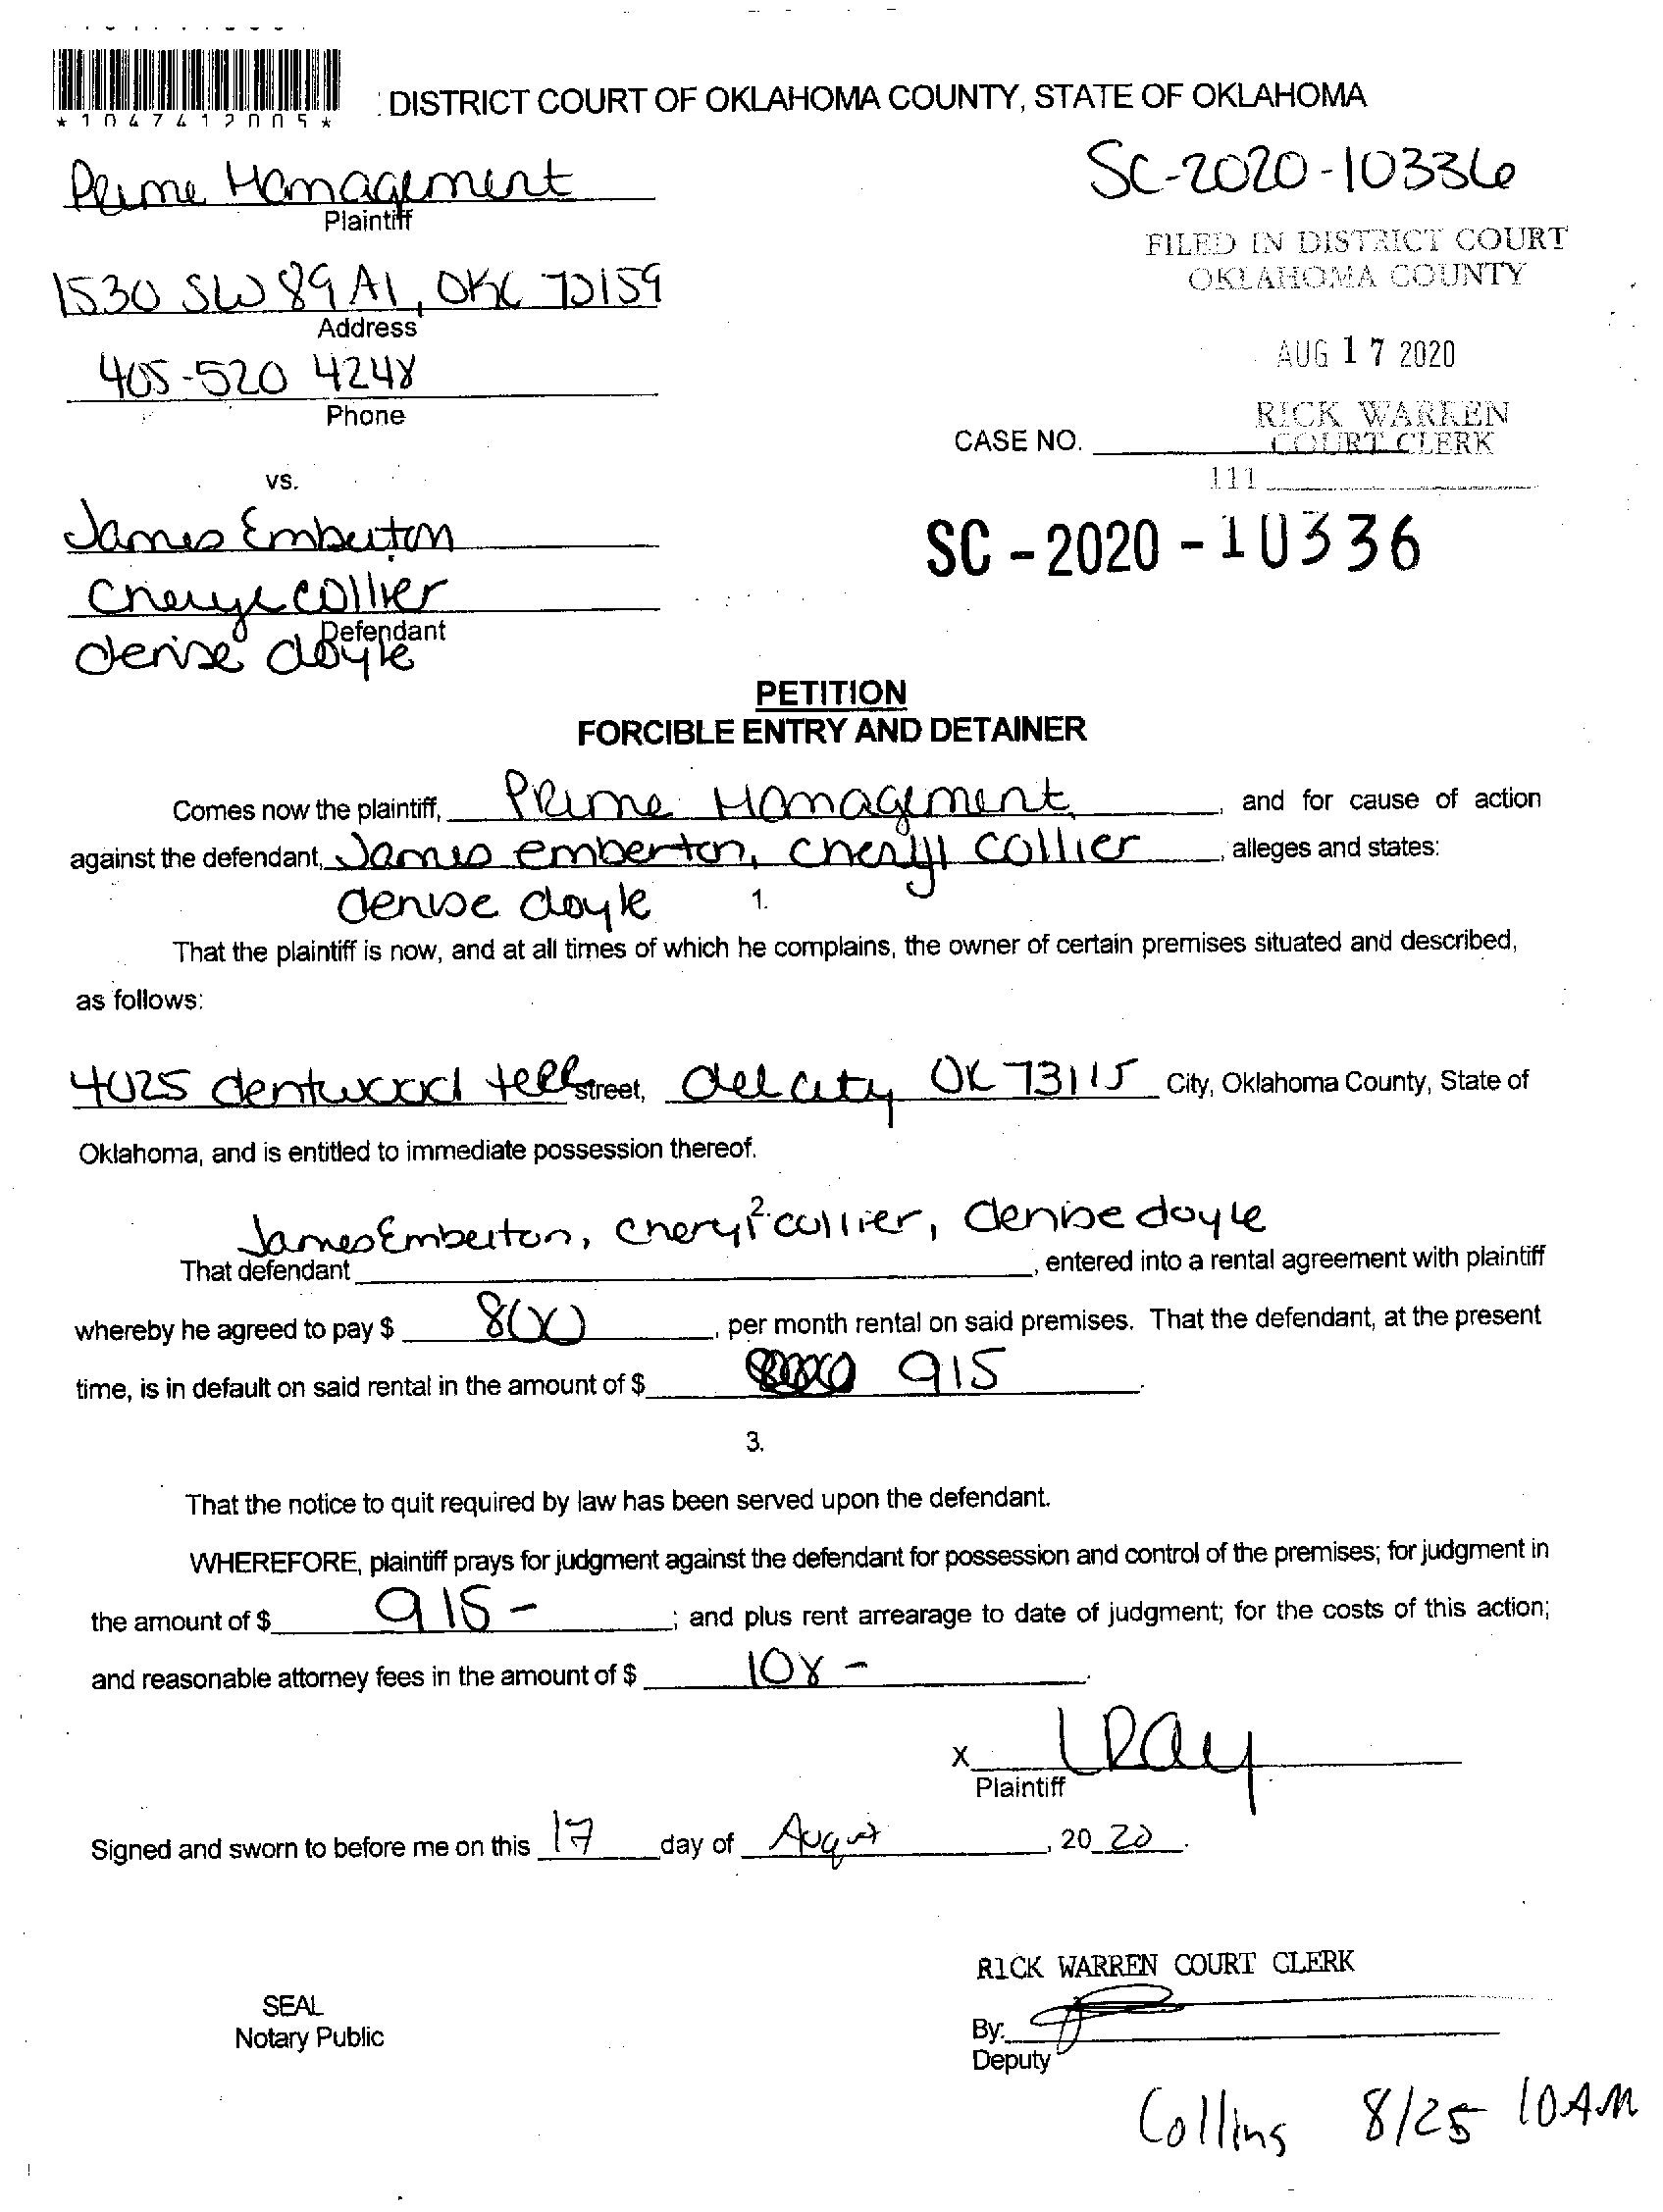 *1047412005*
DISTRICT COURT OF OKLAHOMA COUNTY, STATE OF OKLAHOMA
SC-2020-10336
Prime Management
Plaintiff
FILED IN DISTRICT COURT
OKLAHOMA COUNTY
1530 SW 89 A1, OKC 73159
Address
AUG 17 2020
405-520 4248
Phone
RICK WARREN
COURT CLERK
CASE NO.
111
vs.
James Emberton
SC-2020-10336
Cheryl Collier
Defendant
denise doyle
PETITION
FORCIBLE ENTRY AND DETAINER
Comes now the plaintiff, Prime Management, and for cause of action
against the defendant, James emberton, cheryl collier, alleges and states:
denise doyle 1.
That the plaintiff is now, and at all times of which he complains, the owner of certain premises situated and described,
as follows:
4025 dentwood terr street, del city OK 73115 City, Oklahoma County, State of
Oklahoma, and is entitled to immediate possession thereof.
2.
James Emberton, cheryl collier, denise doyle
That defendant, entered into a rental agreement with plaintiff
whereby he agreed to pay $ 800, per month rental on said premises. That the defendant, at the present
time, is in default on said rental in the amount of $ 915.
3.
That the notice to quit required by law has been served upon the defendant.
WHEREFORE, plaintiff prays for judgment against the defendant for possession and control of the premises; for judgment in
the amount of $ 915-; and plus rent arrearage to date of judgment; for the costs of this action;
and reasonable attorney fees in the amount of $ 108-.
x LRay
Plaintiff
Signed and sworn to before me on this 17 day of August, 20 20.
RICK WARREN COURT CLERK
SEAL
Notary Public
By:
Deputy
Collins 8/25 10AM